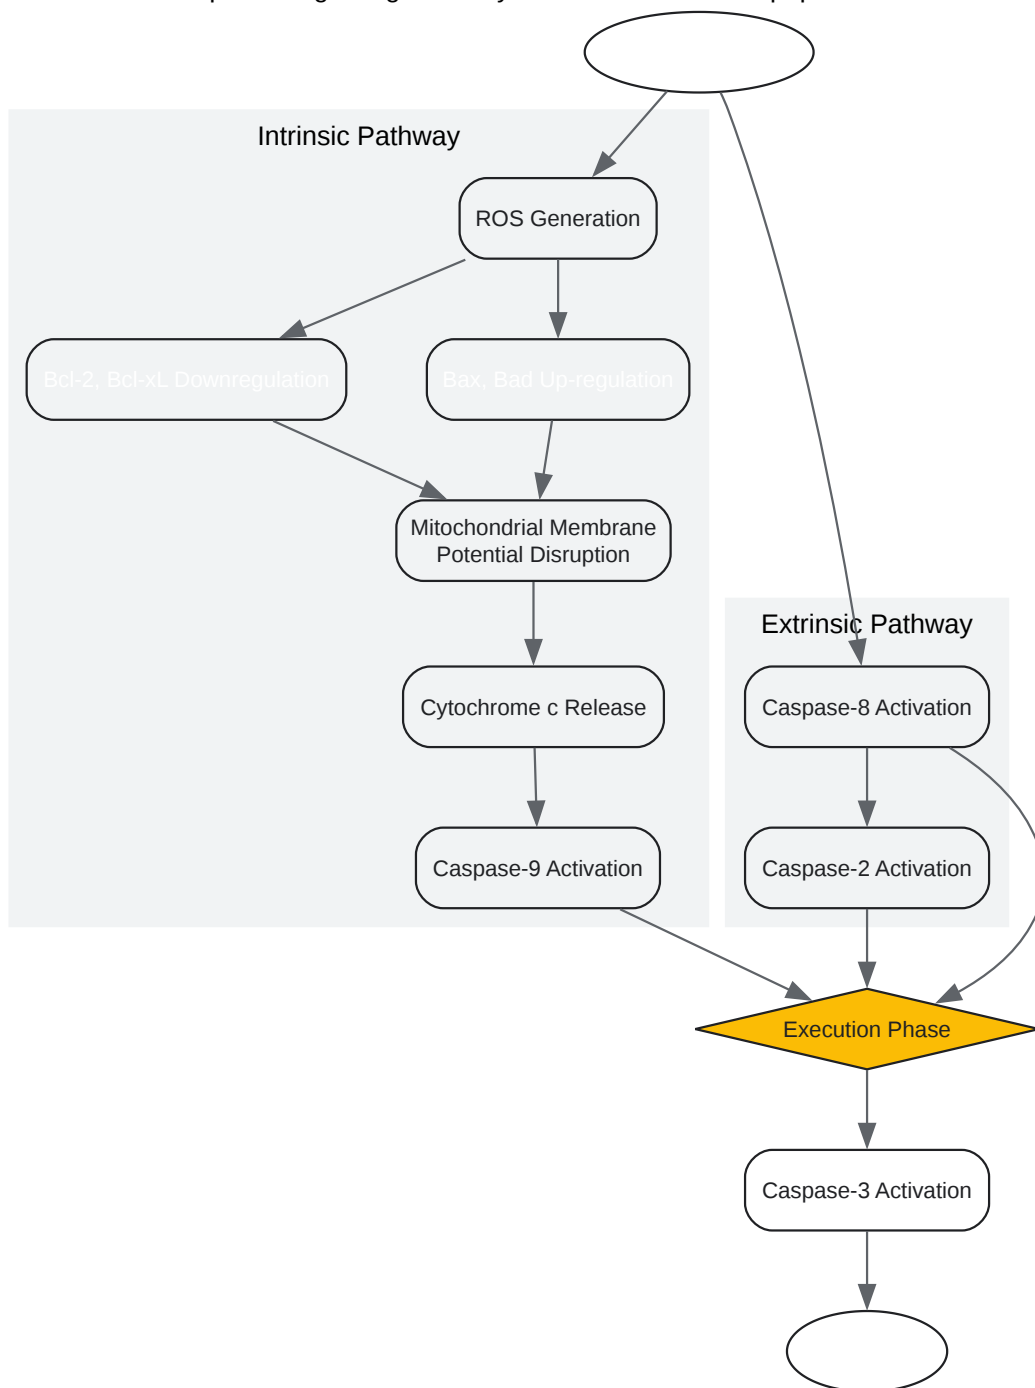 Intrinsic Pathway
ROS Generation
Bcl-2, Bcl-xL Downregulation
Bax, Bad Up-regulation
Mitochondrial Membrane
Potential Disruption
Extrinsic Pathway
Cytochrome c Release
Caspase-8 Activation
Caspase-9 Activation
Caspase-2 Activation
Execution Phase
Caspase-3 Activation